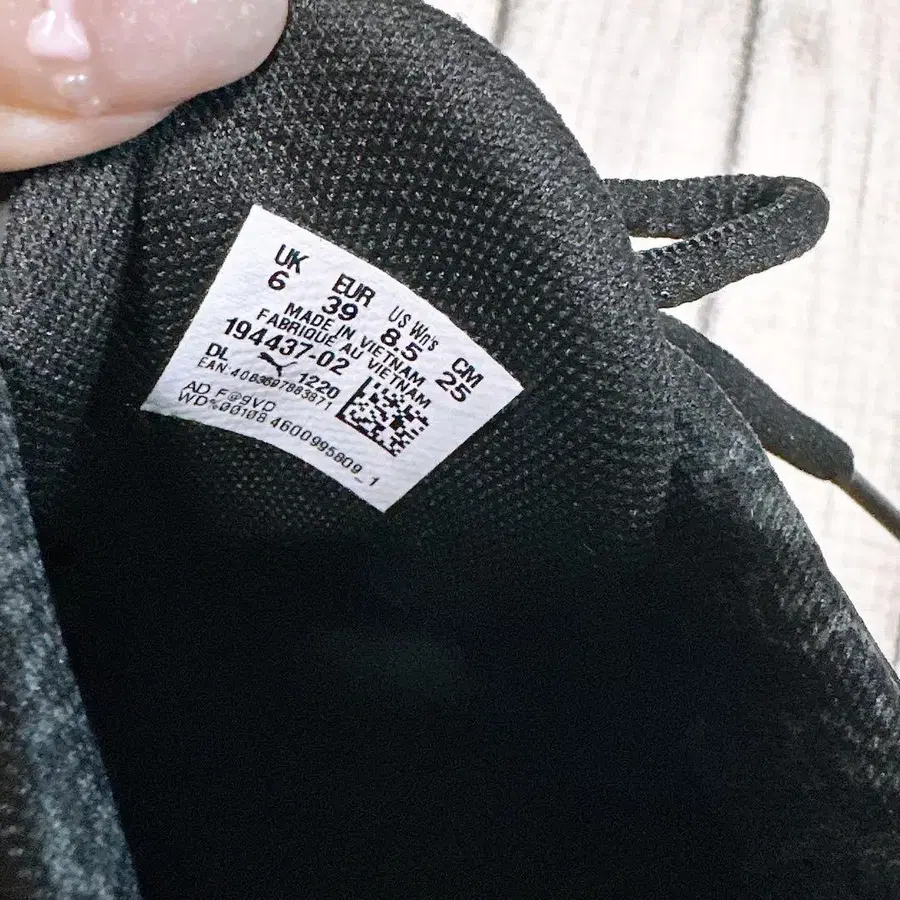 UK EUR US Wn's CM
6 39 8.5 25
MADE IN VIETNAM
FABRIQUE AU VIETNAM
194437-02
DL 1220
EAN:4063697883871
AD F@9VD
WD%00108 4600995809_1